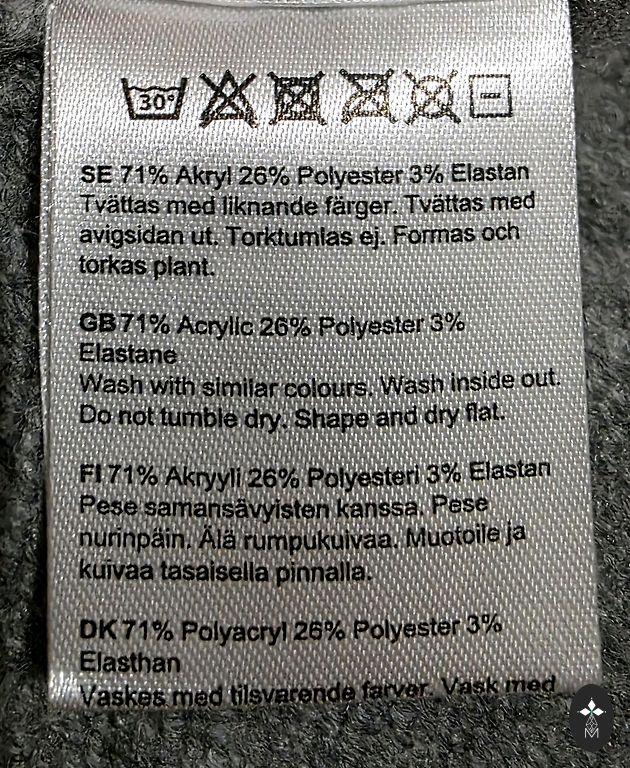 30°
SE 71% Akryl 26% Polyester 3% Elastan
Tvättas med liknande färger. Tvättas med
avigsidan ut. Torktumlas ej. Formas och
torkas plant.
GB 71% Acrylic 26% Polyester 3%
Elastane
Wash with similar colours. Wash inside out.
Do not tumble dry. Shape and dry flat.
FI 71% Akryyli 26% Polyesteri 3% Elastan
Pese samansävyisten kanssa. Pese
nurinpäin. Älä rumpukuivaa. Muotoile ja
kuivaa tasaisella pinnalla.
DK 71% Polyacryl 26% Polyester 3%
Elasthan
Vaskes med tilsvarende farver. Vask med